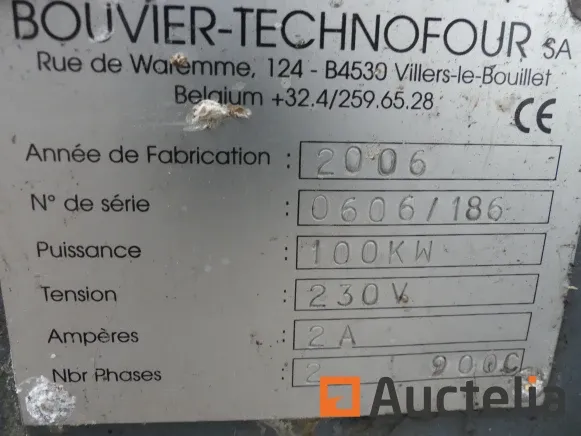 BOUVIER-TECHNOFOUR SA
Rue de Waremme, 124 - B4530 Villers-le-Bouillet
Belgium +32.4/259.65.28
CE
Année de Fabrication : 2006
N° de série : 0606/186
Puissance : 100KW
Tension : 230V
Ampères : 2A
Nbr Phases : 2 900C
Auctelia